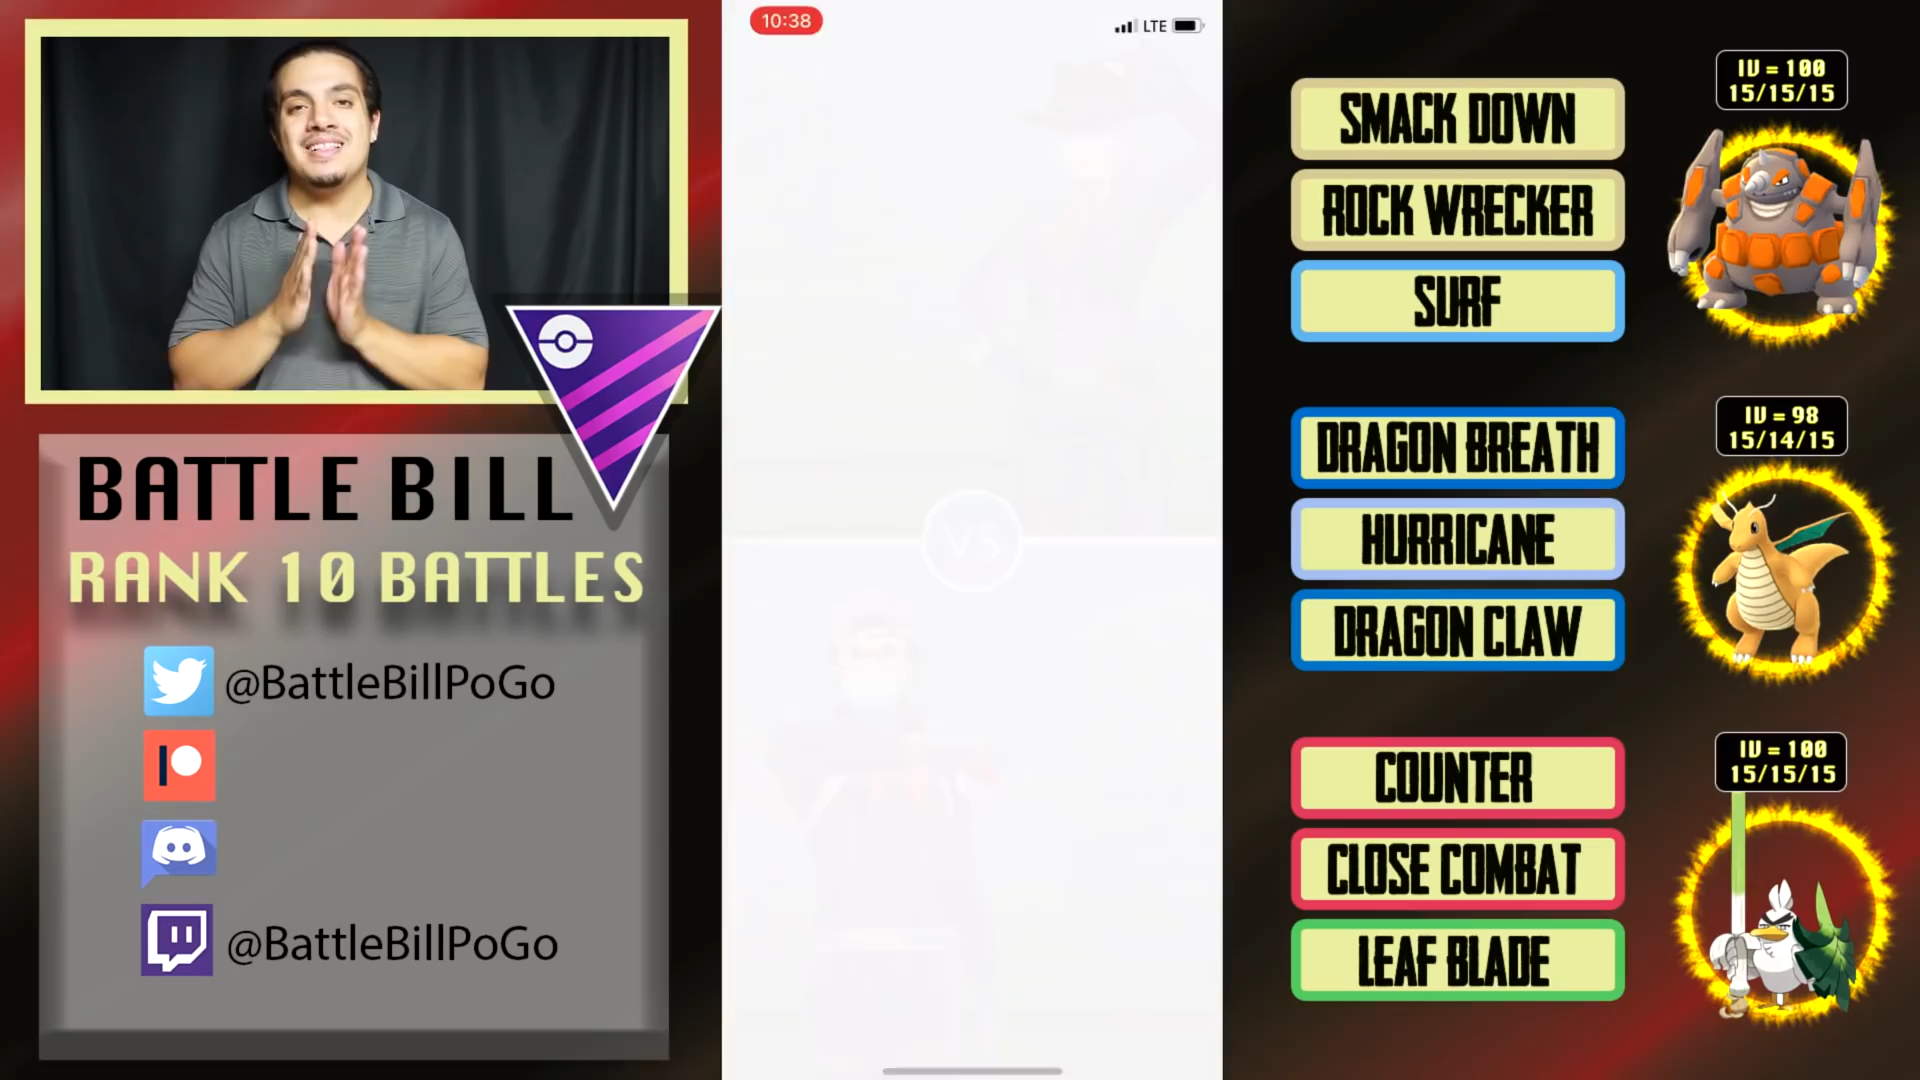 BATTLE BILL
RANK 10 BATTLES
@BattleBillPoGo
@BattleBillPoGo
10:38
LTE
VS
SMACK DOWN
ROCK WRECKER
SURF
IV = 100
15/15/15
DRAGON BREATH
HURRICANE
DRAGON CLAW
IV = 98
15/14/15
COUNTER
CLOSE COMBAT
LEAF BLADE
IV = 100
15/15/15